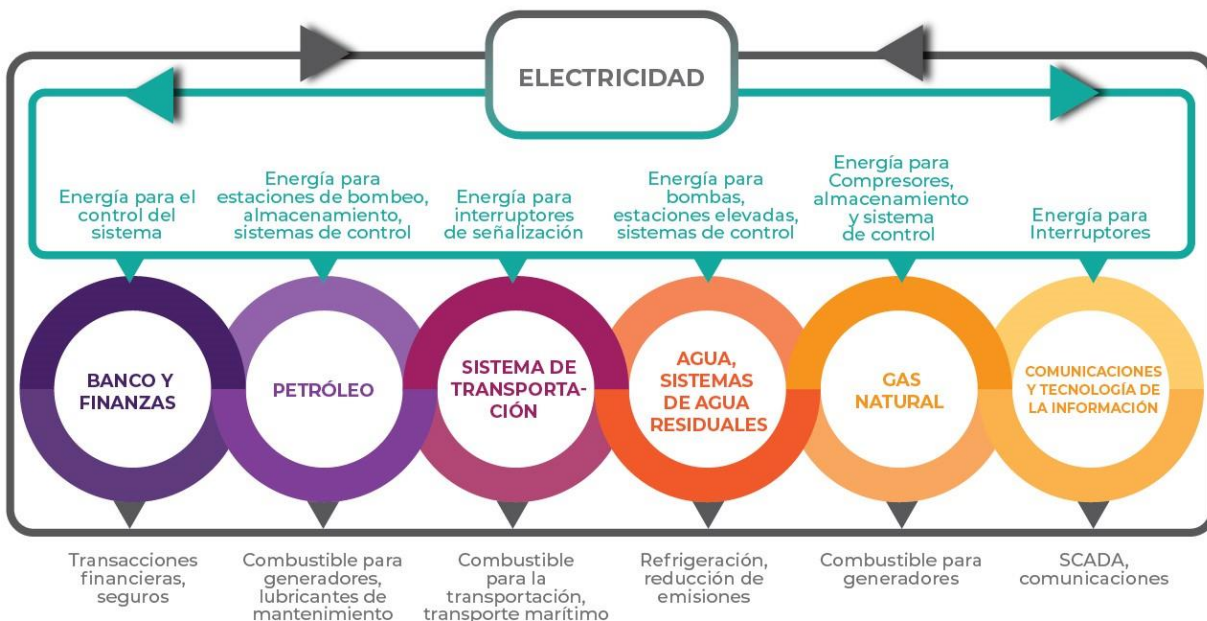 ELECTRICIDAD
Energía para el
control del
sistema
Energía para
estaciones de bombeo,
almacenamiento,
sistemas de control
Energía para
interruptores
de señalización
Energía para
bombas,
estaciones elevadas,
sistemas de control
Energía para
Compresores,
almacenamiento
y sistema
de control
Energía para
Interruptores
BANCO Y
FINANZAS
PETRÓLEO
SISTEMA DE
TRANSPORTA-
CIÓN
AGUA,
SISTEMAS
DE AGUA
RESIDUALES
GAS
NATURAL
COMUNICACIONES
Y TECNOLOGÍA DE
LA INFORMACIÓN
Transacciones
financieras,
seguros
Combustible para
generadores,
lubricantes de
mantenimiento
Combustible
para la
transportación,
transporte marítimo
Refrigeración,
reducción de
emisiones
Combustible para
generadores
SCADA,
comunicaciones